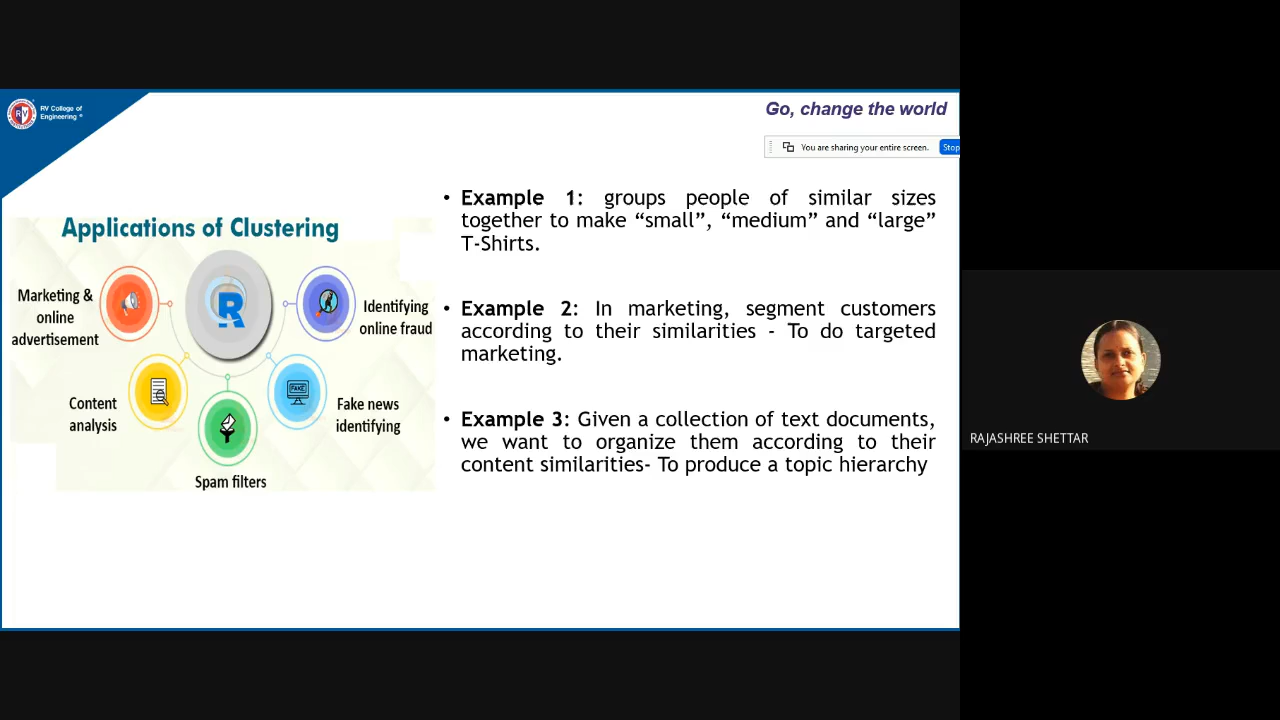 RV College of
Engineering
Go, change the world
You are sharing your entire screen.
Stop
Applications of Clustering
Marketing &
online
advertisement
Identifying
online fraud
Content
analysis
FAKE
Fake news
identifying
Spam filters
• Example 1: groups people of similar sizes
together to make “small”, “medium” and “large”
T-Shirts.
• Example 2: In marketing, segment customers
according to their similarities - To do targeted
marketing.
• Example 3: Given a collection of text documents,
we want to organize them according to their
content similarities- To produce a topic hierarchy
RAJASHREE SHETTAR